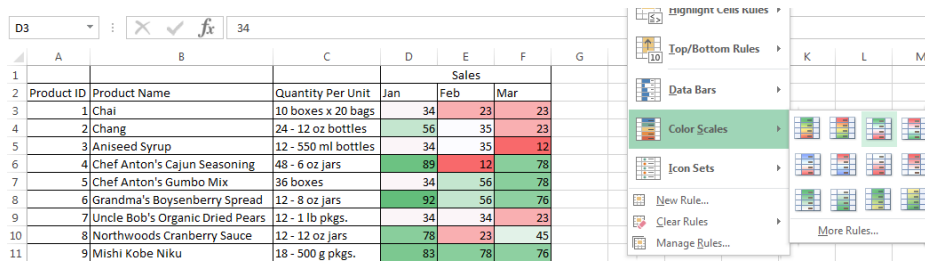 D3 fx 34
Highlight Cells Rules
Top/Bottom Rules
Data Bars
Color Scales
Icon Sets
New Rule...
Clear Rules
Manage Rules...
More Rules...
A B C D E F G K L M
1 Sales
2 Product ID Product Name Quantity Per Unit Jan Feb Mar
3 1 Chai 10 boxes x 20 bags 34 23 23
4 2 Chang 24 - 12 oz bottles 56 35 23
5 3 Aniseed Syrup 12 - 550 ml bottles 34 35 12
6 4 Chef Anton's Cajun Seasoning 48 - 6 oz jars 89 12 78
7 5 Chef Anton's Gumbo Mix 36 boxes 34 56 78
8 6 Grandma's Boysenberry Spread 12 - 8 oz jars 92 56 76
9 7 Uncle Bob's Organic Dried Pears 12 - 1 lb pkgs. 34 34 23
10 8 Northwoods Cranberry Sauce 12 - 12 oz jars 78 23 45
11 9 Mishi Kobe Niku 18 - 500 g pkgs. 83 78 76